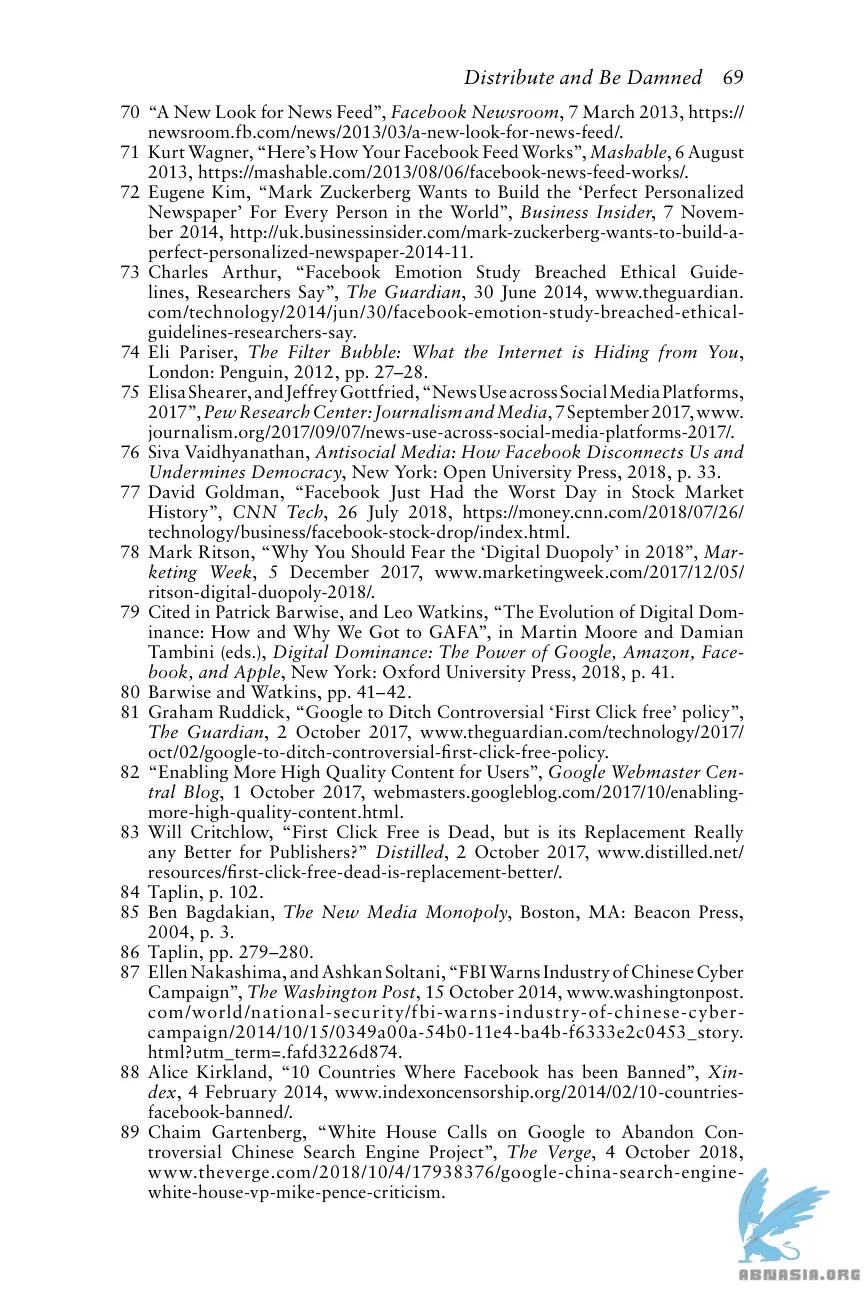 Distribute and Be Damned 69
70 “A New Look for News Feed”, Facebook Newsroom, 7 March 2013, https://
newsroom.fb.com/news/2013/03/a-new-look-for-news-feed/.
71 Kurt Wagner, “Here’s How Your Facebook Feed Works”, Mashable, 6 August
2013, https://mashable.com/2013/08/06/facebook-news-feed-works/.
72 Eugene Kim, “Mark Zuckerberg Wants to Build the ‘Perfect Personalized
Newspaper’ For Every Person in the World”, Business Insider, 7 Novem-
ber 2014, http://uk.businessinsider.com/mark-zuckerberg-wants-to-build-a-
perfect-personalized-newspaper-2014-11.
73 Charles Arthur, “Facebook Emotion Study Breached Ethical Guide-
lines, Researchers Say”, The Guardian, 30 June 2014, www.theguardian.
com/technology/2014/jun/30/facebook-emotion-study-breached-ethical-
guidelines-researchers-say.
74 Eli Pariser, The Filter Bubble: What the Internet is Hiding from You,
London: Penguin, 2012, pp. 27–28.
75 Elisa Shearer, and Jeffrey Gottfried, “News Use across Social Media Platforms,
2017”, Pew Research Center: Journalism and Media, 7 September 2017, www.
journalism.org/2017/09/07/news-use-across-social-media-platforms-2017/.
76 Siva Vaidhyanathan, Antisocial Media: How Facebook Disconnects Us and
Undermines Democracy, New York: Open University Press, 2018, p. 33.
77 David Goldman, “Facebook Just Had the Worst Day in Stock Market
History”, CNN Tech, 26 July 2018, https://money.cnn.com/2018/07/26/
technology/business/facebook-stock-drop/index.html.
78 Mark Ritson, “Why You Should Fear the ‘Digital Duopoly’ in 2018”, Mar-
keting Week, 5 December 2017, www.marketingweek.com/2017/12/05/
ritson-digital-duopoly-2018/.
79 Cited in Patrick Barwise, and Leo Watkins, “The Evolution of Digital Dom-
inance: How and Why We Got to GAFA”, in Martin Moore and Damian
Tambini (eds.), Digital Dominance: The Power of Google, Amazon, Face-
book, and Apple, New York: Oxford University Press, 2018, p. 41.
80 Barwise and Watkins, pp. 41–42.
81 Graham Ruddick, “Google to Ditch Controversial ‘First Click free’ policy”,
The Guardian, 2 October 2017, www.theguardian.com/technology/2017/
oct/02/google-to-ditch-controversial-first-click-free-policy.
82 “Enabling More High Quality Content for Users”, Google Webmaster Cen-
tral Blog, 1 October 2017, webmasters.googleblog.com/2017/10/enabling-
more-high-quality-content.html.
83 Will Critchlow, “First Click Free is Dead, but is its Replacement Really
any Better for Publishers?” Distilled, 2 October 2017, www.distilled.net/
resources/first-click-free-dead-is-replacement-better/.
84 Taplin, p. 102.
85 Ben Bagdakian, The New Media Monopoly, Boston, MA: Beacon Press,
2004, p. 3.
86 Taplin, pp. 279–280.
87 Ellen Nakashima, and Ashkan Soltani, “FBI Warns Industry of Chinese Cyber
Campaign”, The Washington Post, 15 October 2014, www.washingtonpost.
com/world/national-security/fbi-warns-industry-of-chinese-cyber-
campaign/2014/10/15/0349a00a-54b0-11e4-ba4b-f6333e2c0453_story.
html?utm_term=.fafd3226d874.
88 Alice Kirkland, “10 Countries Where Facebook has been Banned”, Xin-
dex, 4 February 2014, www.indexoncensorship.org/2014/02/10-countries-
facebook-banned/.
89 Chaim Gartenberg, “White House Calls on Google to Abandon Con-
troversial Chinese Search Engine Project”, The Verge, 4 October 2018,
www.theverge.com/2018/10/4/17938376/google-china-search-engine-
white-house-vp-mike-pence-criticism.
ABNASIA.ORG